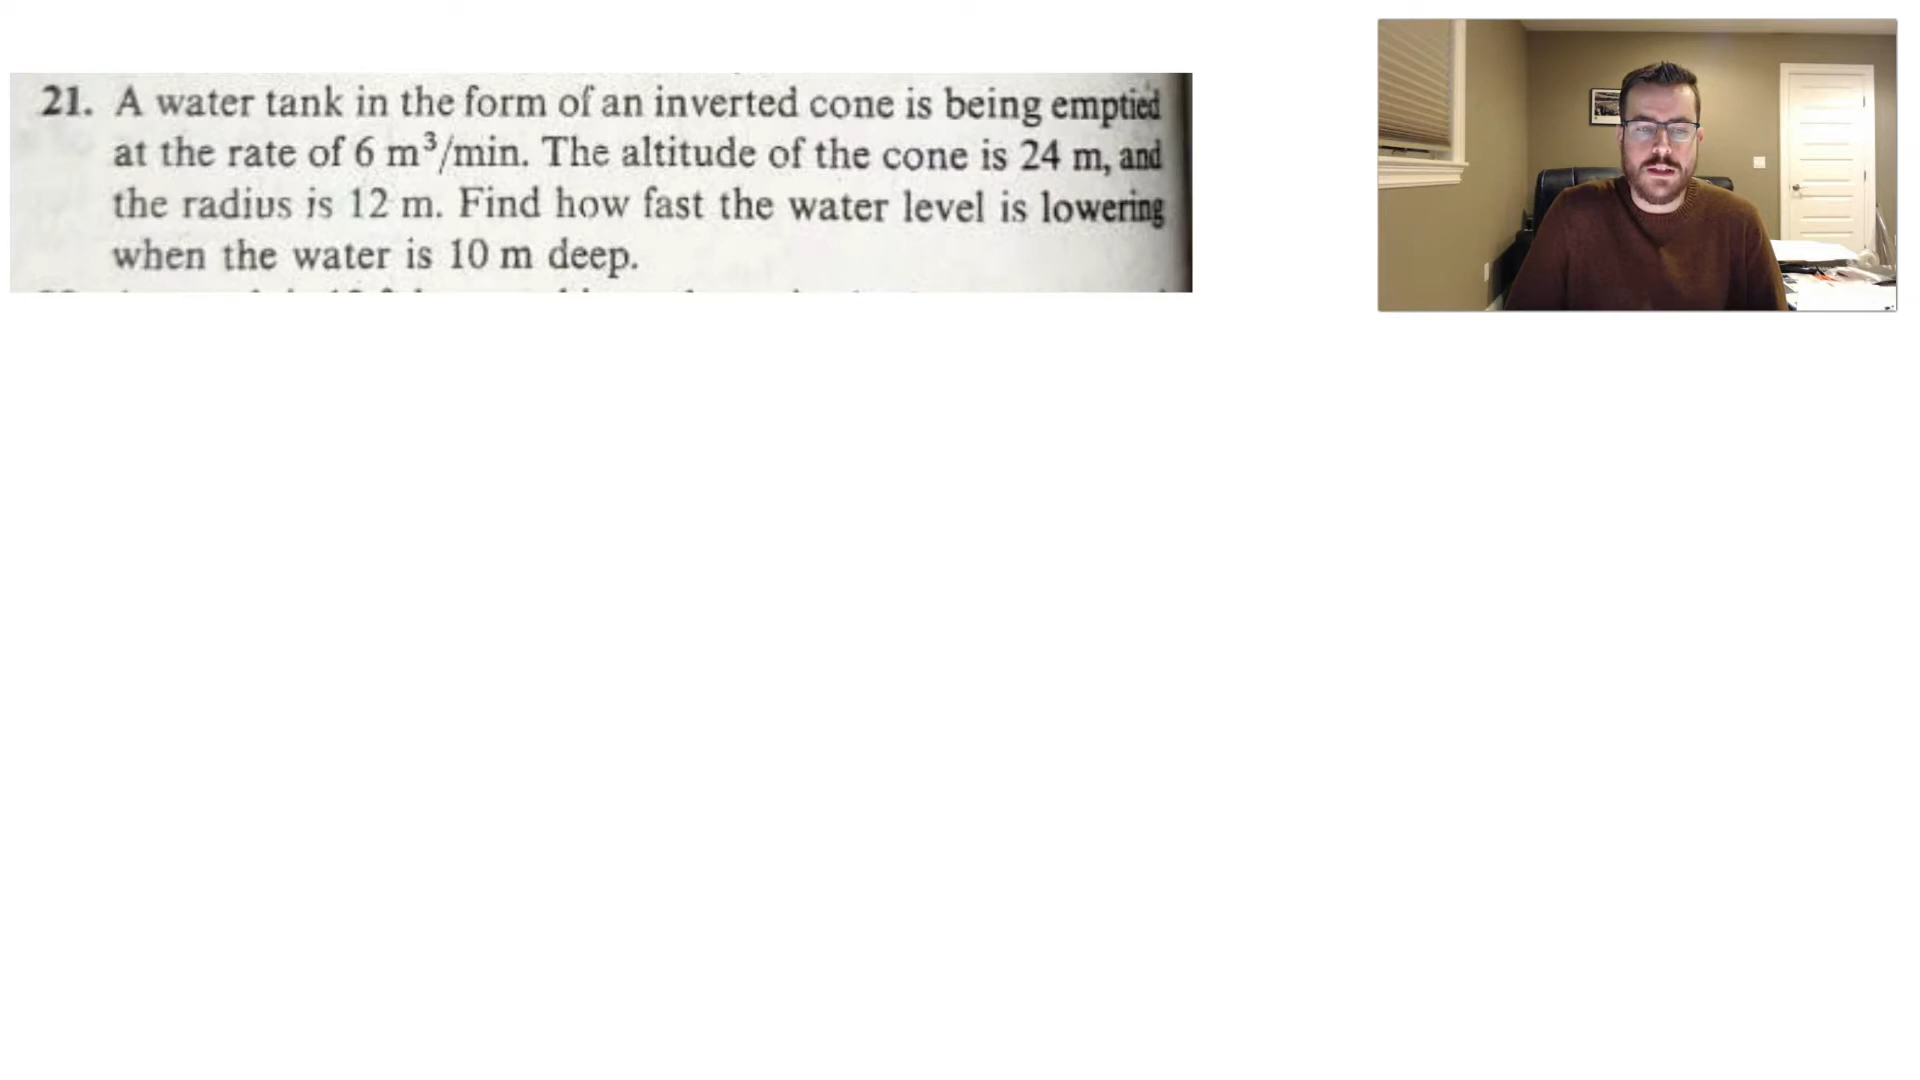 21. A water tank in the form of an inverted cone is being emptied
at the rate of 6 m³/min. The altitude of the cone is 24 m, and
the radius is 12 m. Find how fast the water level is lowering
when the water is 10 m deep.